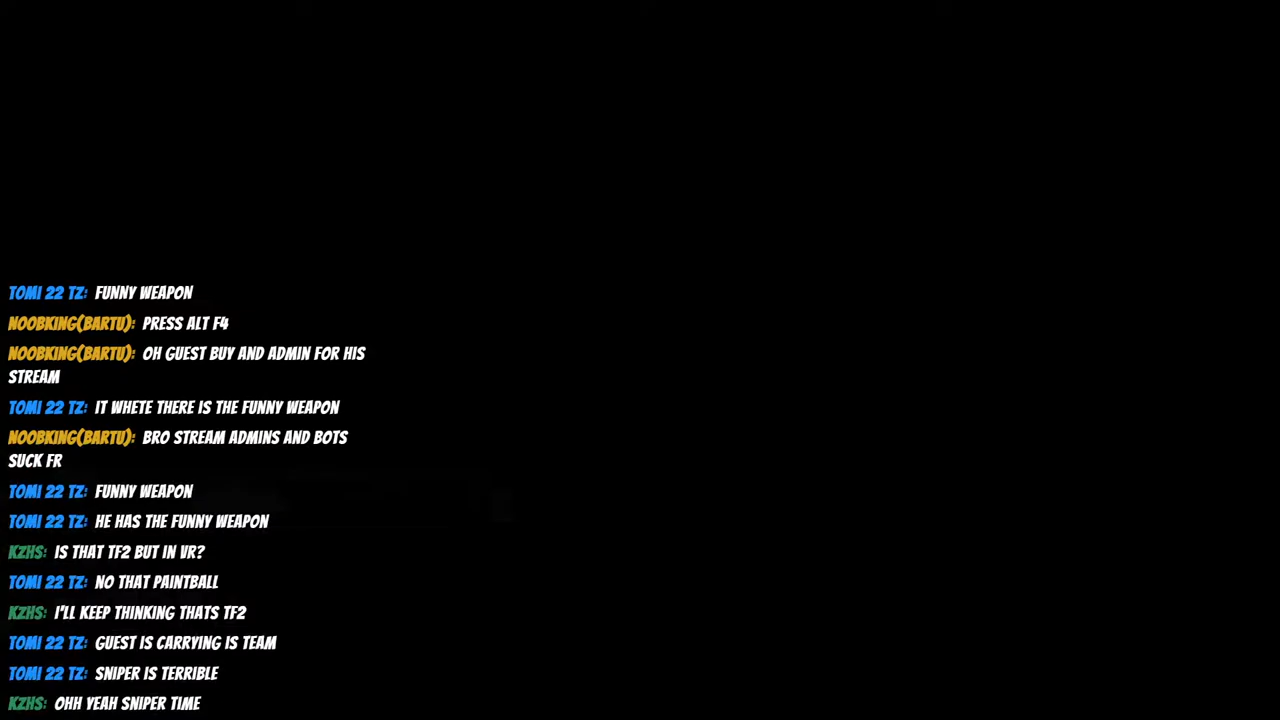 TOMI 22 TZ: FUNNY WEAPON
NOOBKING(BARTU): PRESS ALT F4
NOOBKING(BARTU): OH GUEST BUY AND ADMIN FOR HIS
STREAM
TOMI 22 TZ: IT WHETE THERE IS THE FUNNY WEAPON
NOOBKING(BARTU): BRO STREAM ADMINS AND BOTS
SUCK FR
TOMI 22 TZ: FUNNY WEAPON
TOMI 22 TZ: HE HAS THE FUNNY WEAPON
KZHS: IS THAT TF2 BUT IN VR?
TOMI 22 TZ: NO THAT PAINTBALL
KZHS: I'LL KEEP THINKING THATS TF2
TOMI 22 TZ: GUEST IS CARRYING IS TEAM
TOMI 22 TZ: SNIPER IS TERRIBLE
KZHS: OHH YEAH SNIPER TIME